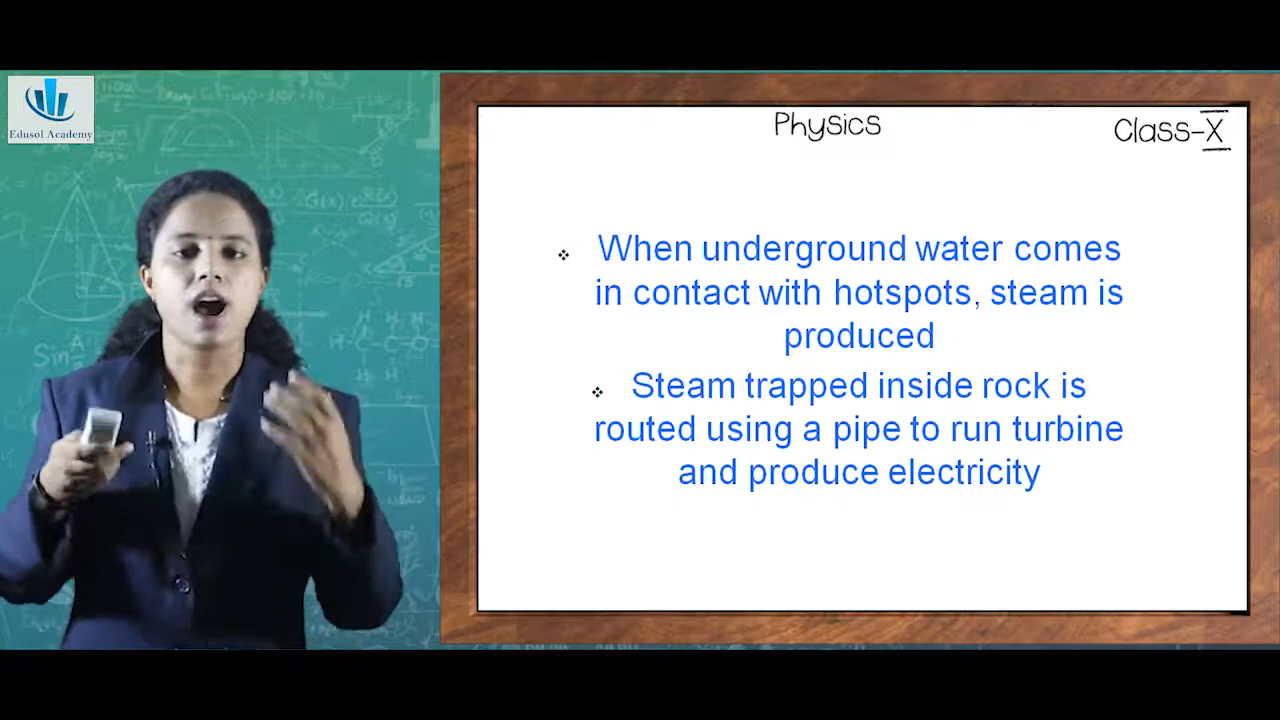 Edusol Academy
Physics
Class-X
❖ When underground water comes
in contact with hotspots, steam is
produced
❖ Steam trapped inside rock is
routed using a pipe to run turbine
and produce electricity